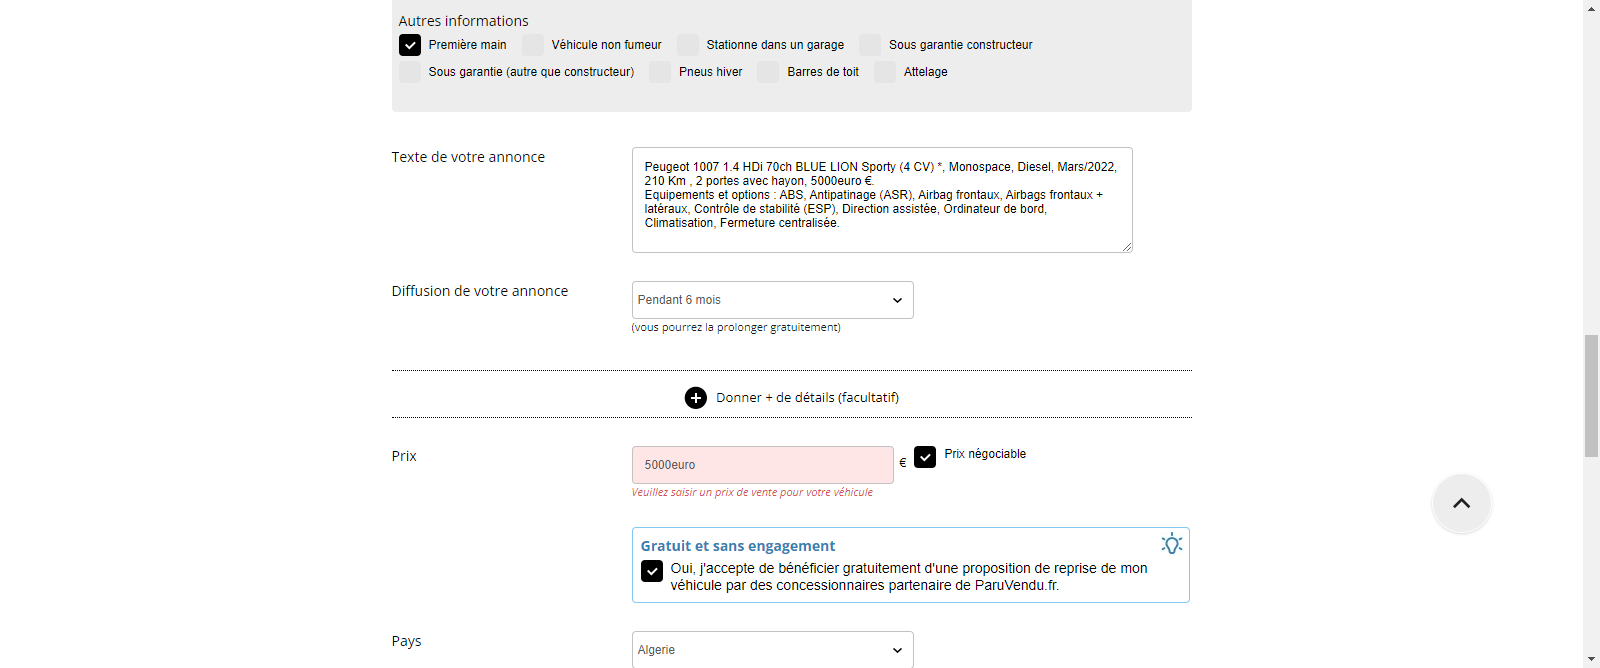 Autres informations
Première main Véhicule non fumeur Stationne dans un garage Sous garantie constructeur
Sous garantie (autre que constructeur) Pneus hiver Barres de toit Attelage
Texte de votre annonce
Peugeot 1007 1.4 HDi 70ch BLUE LION Sporty (4 CV) *, Monospace, Diesel, Mars/2022,
210 Km , 2 portes avec hayon, 5000euro €.
Equipements et options : ABS, Antipatinage (ASR), Airbag frontaux, Airbags frontaux +
latéraux, Contrôle de stabilité (ESP), Direction assistée, Ordinateur de bord,
Climatisation, Fermeture centralisée.
Diffusion de votre annonce
Pendant 6 mois
(vous pourrez la prolonger gratuitement)
Donner + de détails (facultatif)
Prix
5000euro € Prix négociable
Veuillez saisir un prix de vente pour votre véhicule
Gratuit et sans engagement
Oui, j'accepte de bénéficier gratuitement d'une proposition de reprise de mon
véhicule par des concessionnaires partenaire de ParuVendu.fr.
Pays
Algerie